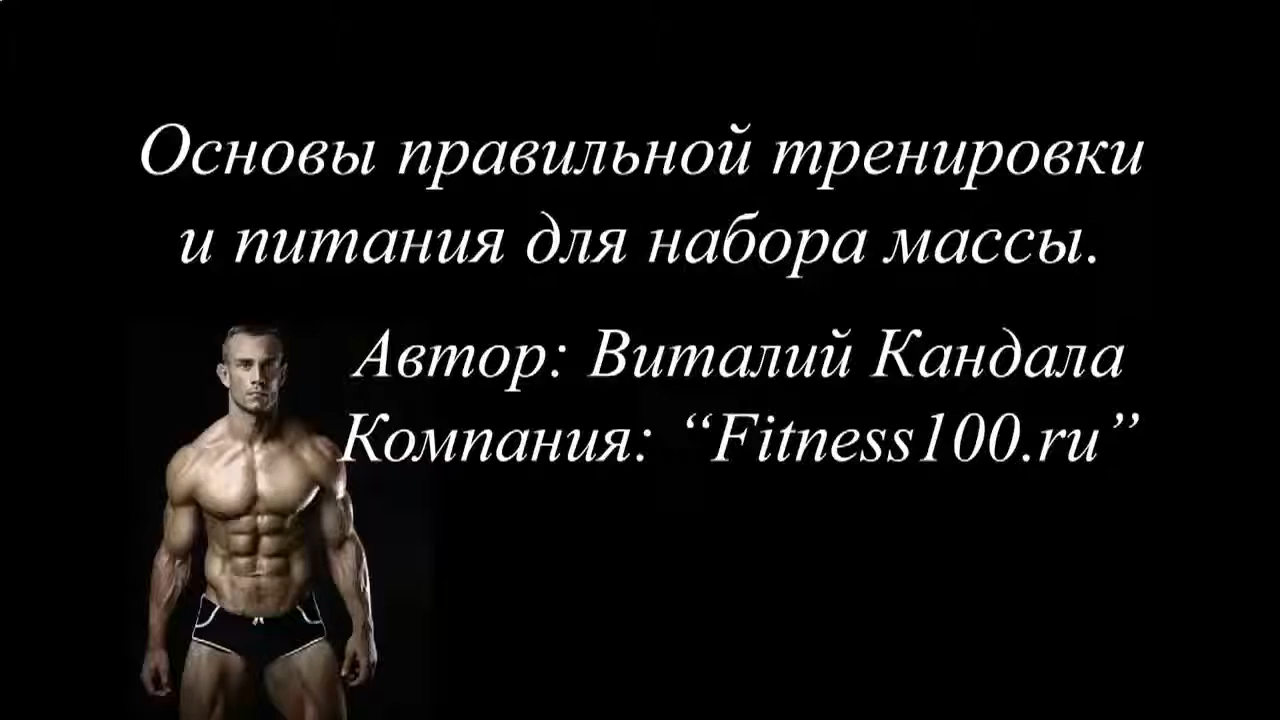 Основы правильной тренировки
и питания для набора массы.
Автор: Виталий Кандала
Компания: “Fitness100.ru”